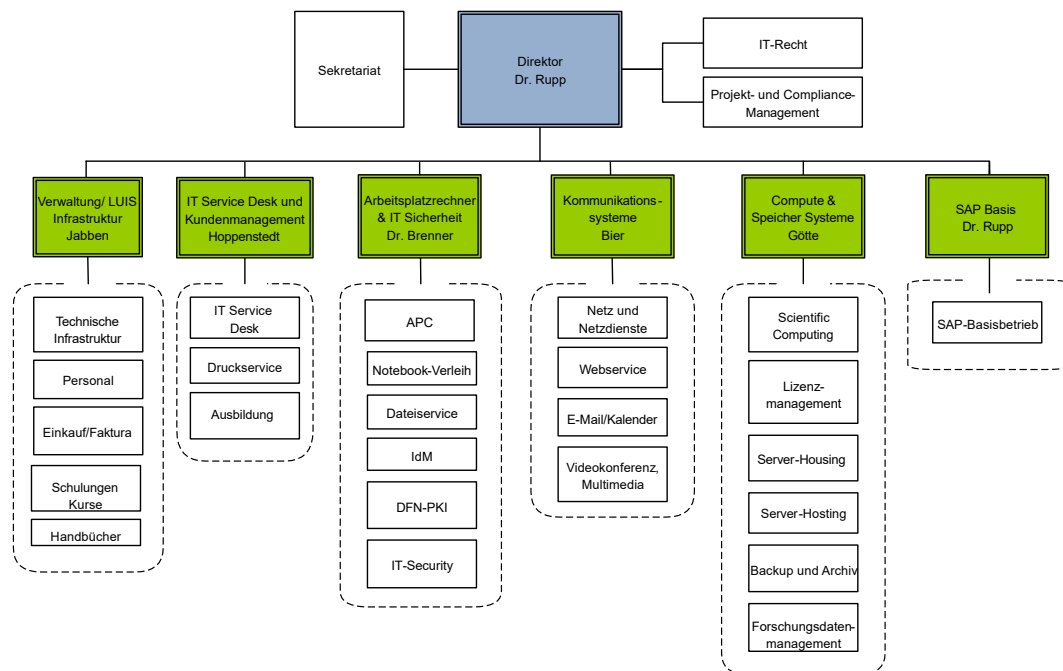 Sekretariat
Direktor
Dr. Rupp
IT-Recht
Projekt- und Compliance-
Management
Verwaltung/ LUIS
Infrastruktur
Jabben
IT Service Desk und
Kundenmanagement
Hoppenstedt
Arbeitsplatzrechner
& IT Sicherheit
Dr. Brenner
Kommunikations-
systeme
Bier
Compute &
Speicher Systeme
Götte
SAP Basis
Dr. Rupp
Technische
Infrastruktur
Personal
Einkauf/Faktura
Schulungen
Kurse
Handbücher
IT Service
Desk
Druckservice
Ausbildung
APC
Notebook-Verleih
Dateiservice
IdM
DFN-PKI
IT-Security
Netz und
Netzdienste
Webservice
E-Mail/Kalender
Videokonferenz,
Multimedia
Scientific
Computing
Lizenz-
management
Server-Housing
Server-Hosting
Backup und Archiv
Forschungsdaten-
management
SAP-Basisbetrieb